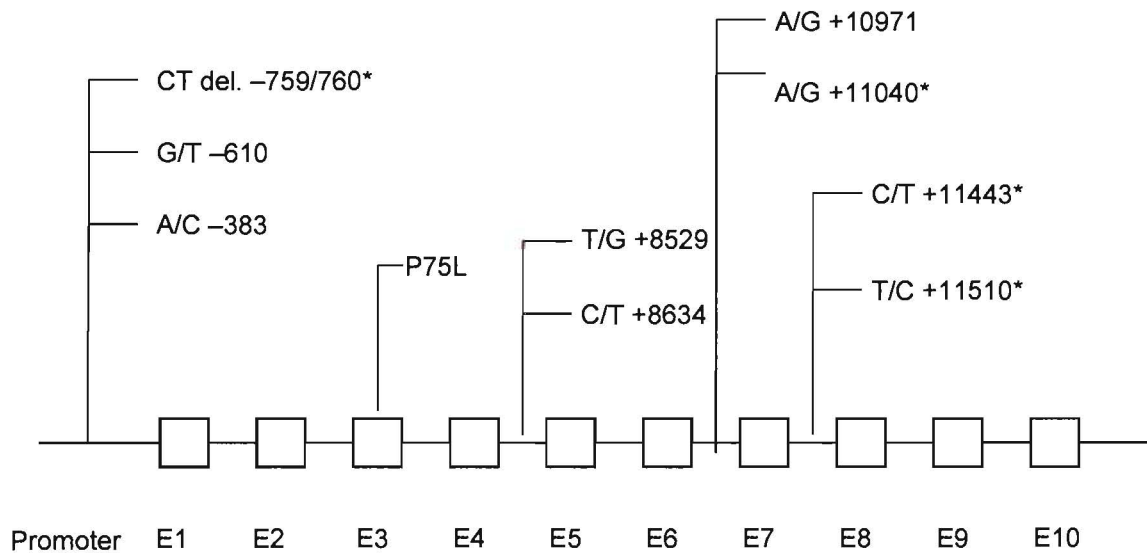 A/G +10971
CT del. –759/760*
A/G +11040*
G/T –610
C/T +11443*
A/C –383
T/G +8529
P75L
T/C +11510*
C/T +8634
Promoter E1 E2 E3 E4 E5 E6 E7 E8 E9 E10